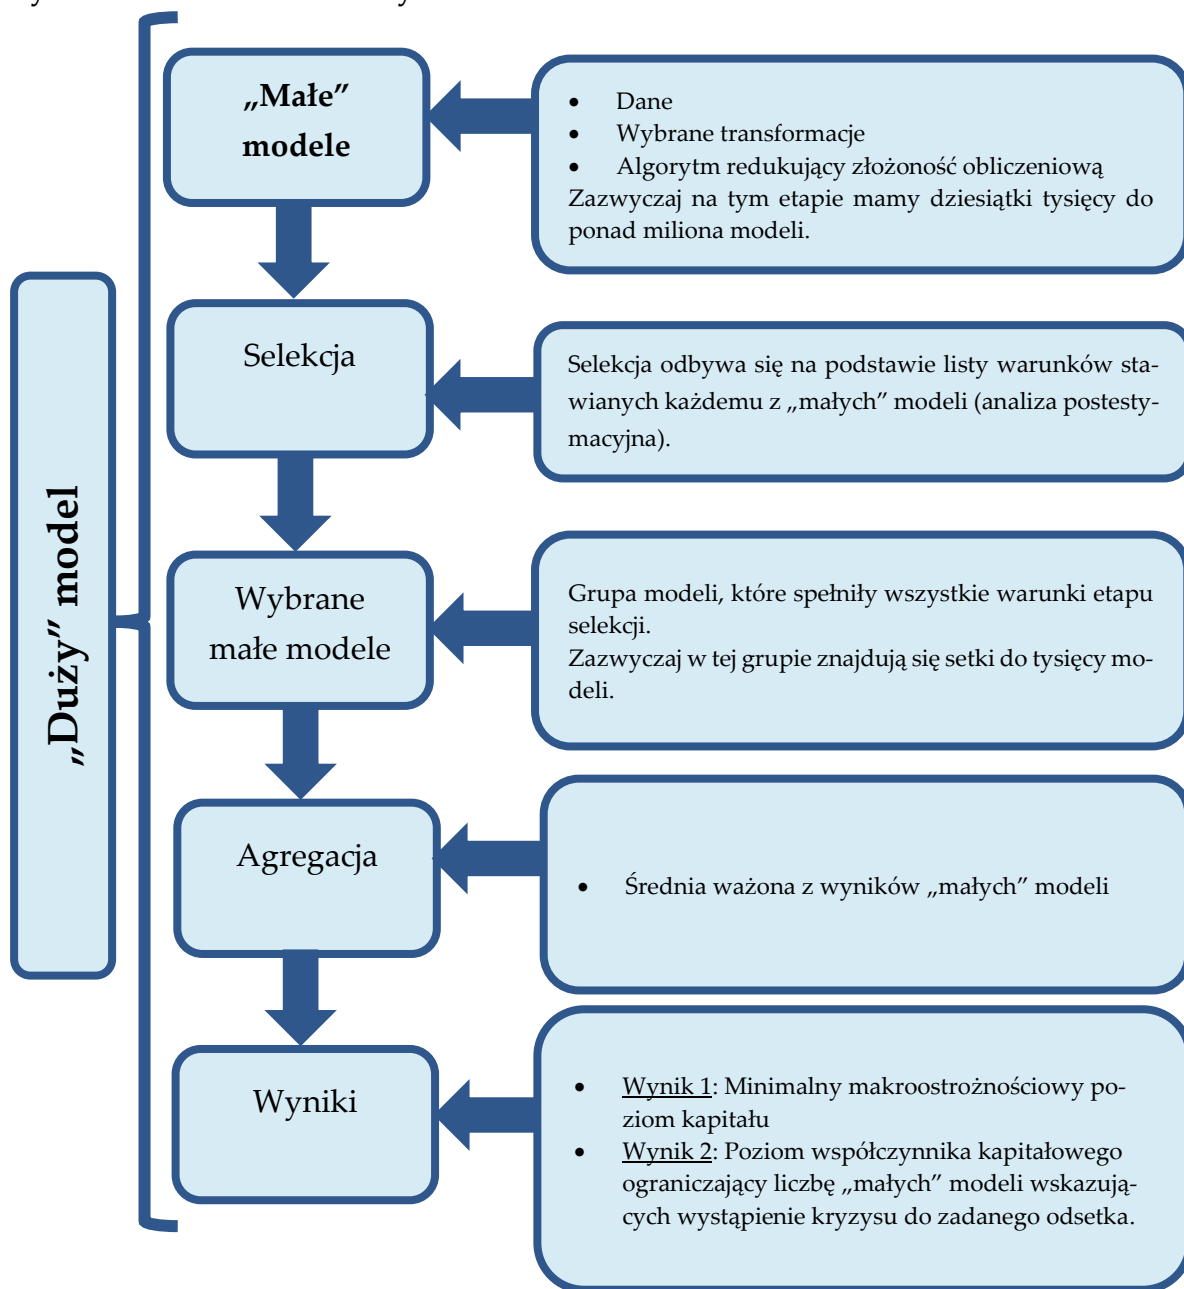 „Duży” model
„Małe”
modele
• Dane
• Wybrane transformacje
• Algorytm redukujący złożoność obliczeniową
Zazwyczaj na tym etapie mamy dziesiątki tysięcy do
ponad miliona modeli.
Selekcja
Selekcja odbywa się na podstawie listy warunków sta-
wianych każdemu z „małych” modeli (analiza postesty-
macyjna).
Wybrane
małe modele
Grupa modeli, które spełniły wszystkie warunki etapu
selekcji.
Zazwyczaj w tej grupie znajdują się setki do tysięcy mo-
deli.
Agregacja
• Średnia ważona z wyników „małych” modeli
Wyniki
• Wynik 1: Minimalny makroostrożnościowy po-
ziom kapitału
• Wynik 2: Poziom współczynnika kapitałowego
ograniczający liczbę „małych” modeli wskazują-
cych wystąpienie kryzysu do zadanego odsetka.